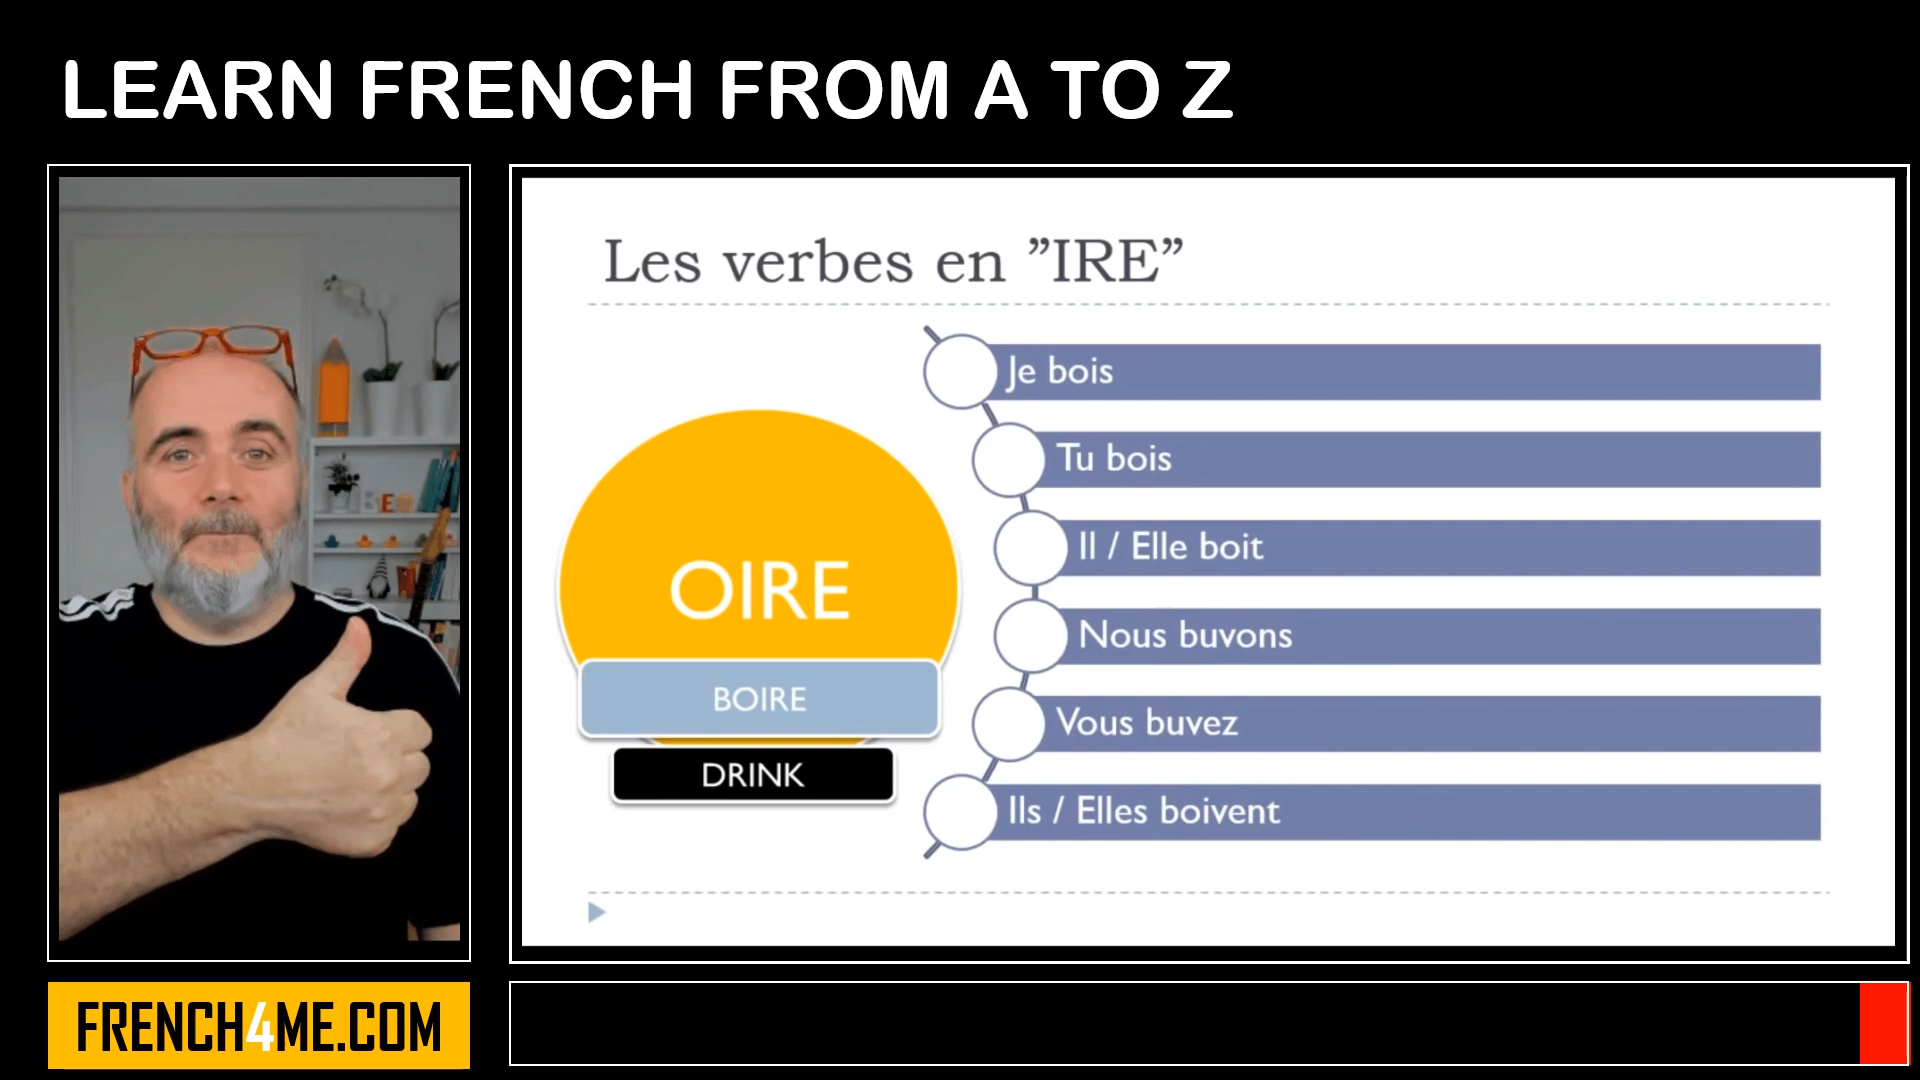 LEARN FRENCH FROM A TO Z
Les verbes en ”IRE”
OIRE
BOIRE
DRINK
Je bois
Tu bois
Il / Elle boit
Nous buvons
Vous buvez
Ils / Elles boivent
FRENCH4ME.COM